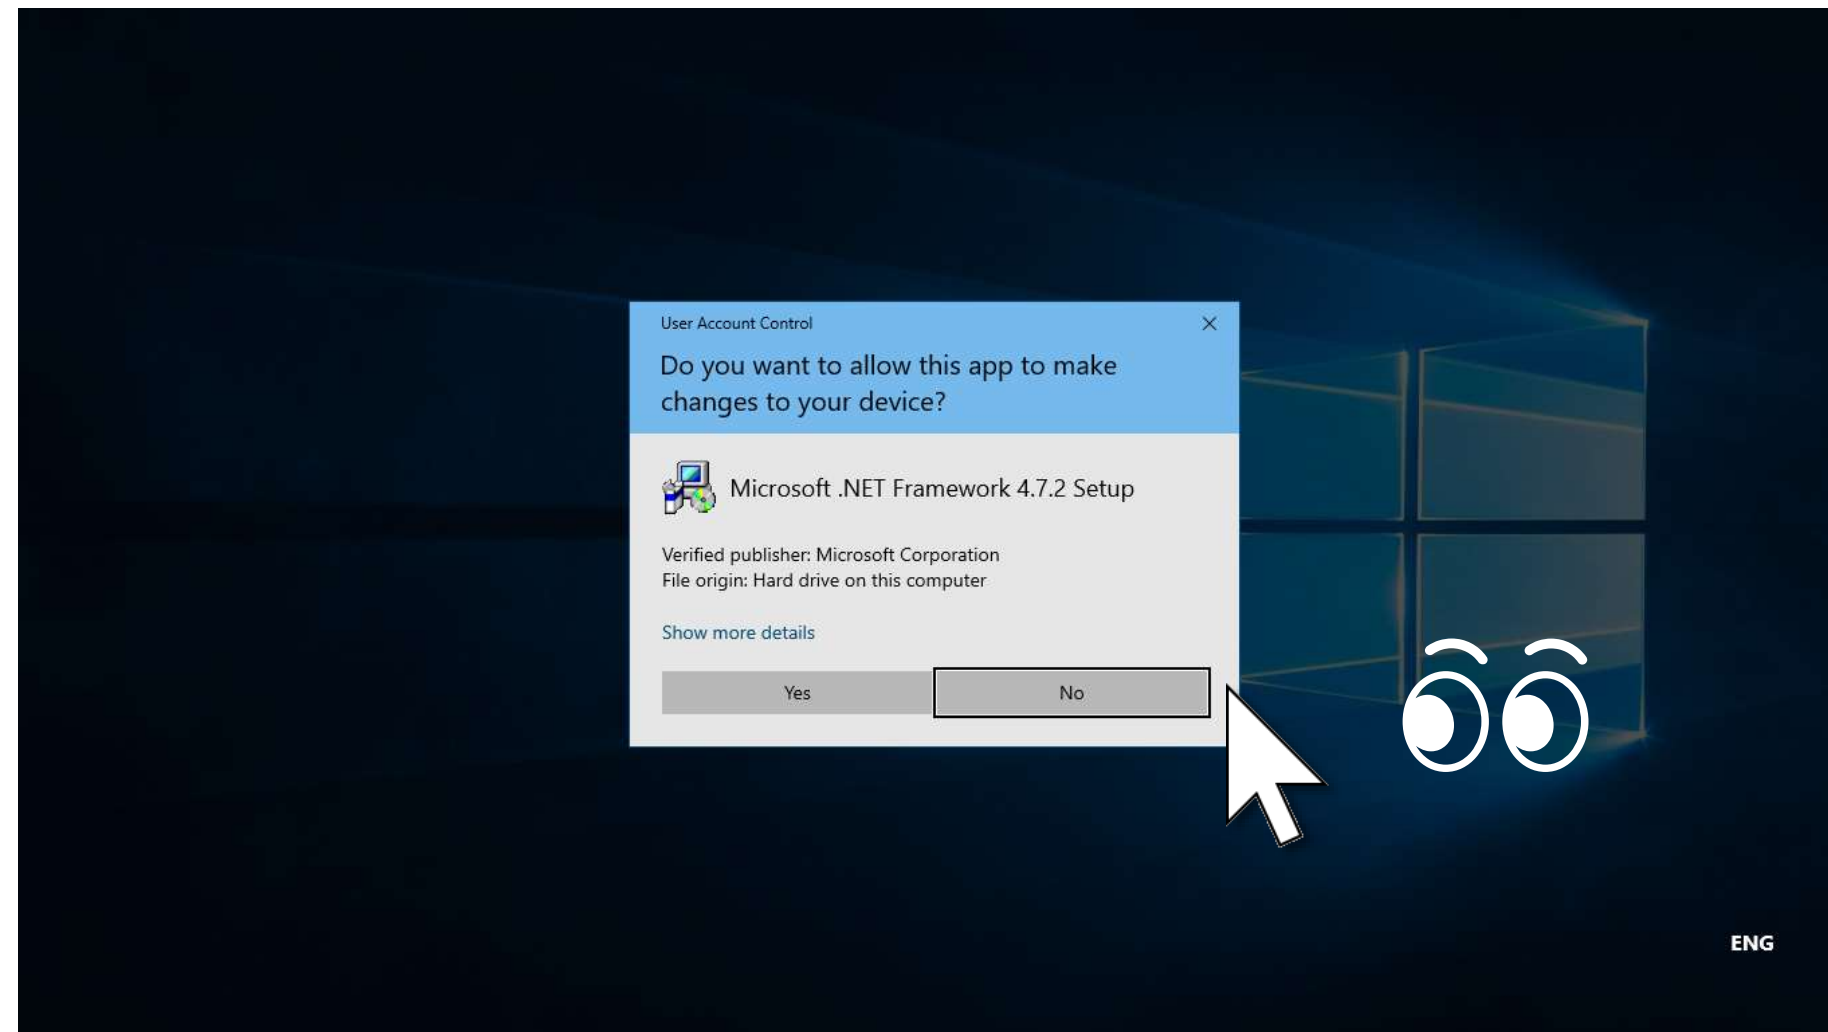 User Account Control
Do you want to allow this app to make
changes to your device?
Microsoft .NET Framework 4.7.2 Setup
Verified publisher: Microsoft Corporation
File origin: Hard drive on this computer
Show more details
Yes
No
ENG